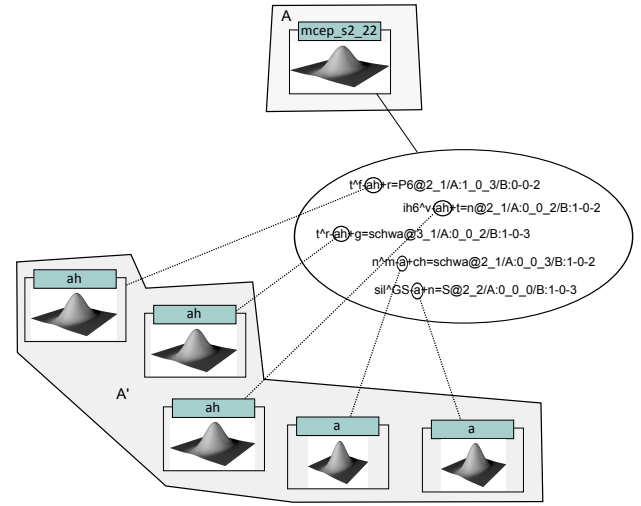 A
mcep_s2_22
t^f-ah+r=P6@2_1/A:1_0_3/B:0-0-2
ih6^v-ah+t=n@2_1/A:0_0_2/B:1-0-2
t^r-ah+g=schwa@3_1/A:0_0_2/B:1-0-3
n^m-a+ch=schwa@2_1/A:0_0_3/B:1-0-2
sil^GS-a+n=S@2_2/A:0_0_0/B:1-0-3
ah
ah
A'
ah
a
a